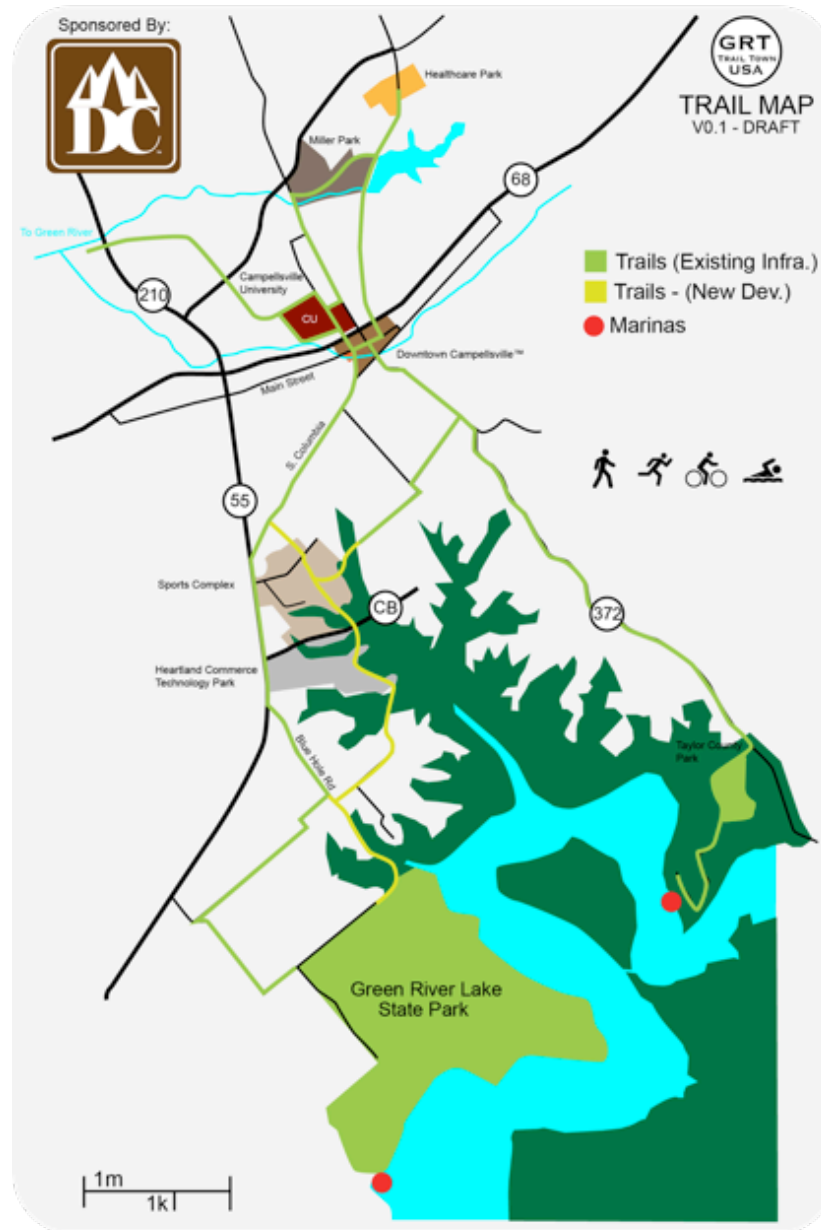 Sponsored By:
DC
GRT
TRAIL TOWN
USA
TRAIL MAP
V0.1 - DRAFT
Healthcare Park
Miller Park
68
To Green River
Campellsville
University
210
CU
Downtown Campellsville™
Main Street
Trails (Existing Infra.)
Trails - (New Dev.)
Marinas
S. Columbia
55
Sports Complex
CB
372
Heartland Commerce
Technology Park
Blue Hole Rd
Taylor County
Park
Green River Lake
State Park
1m
1k